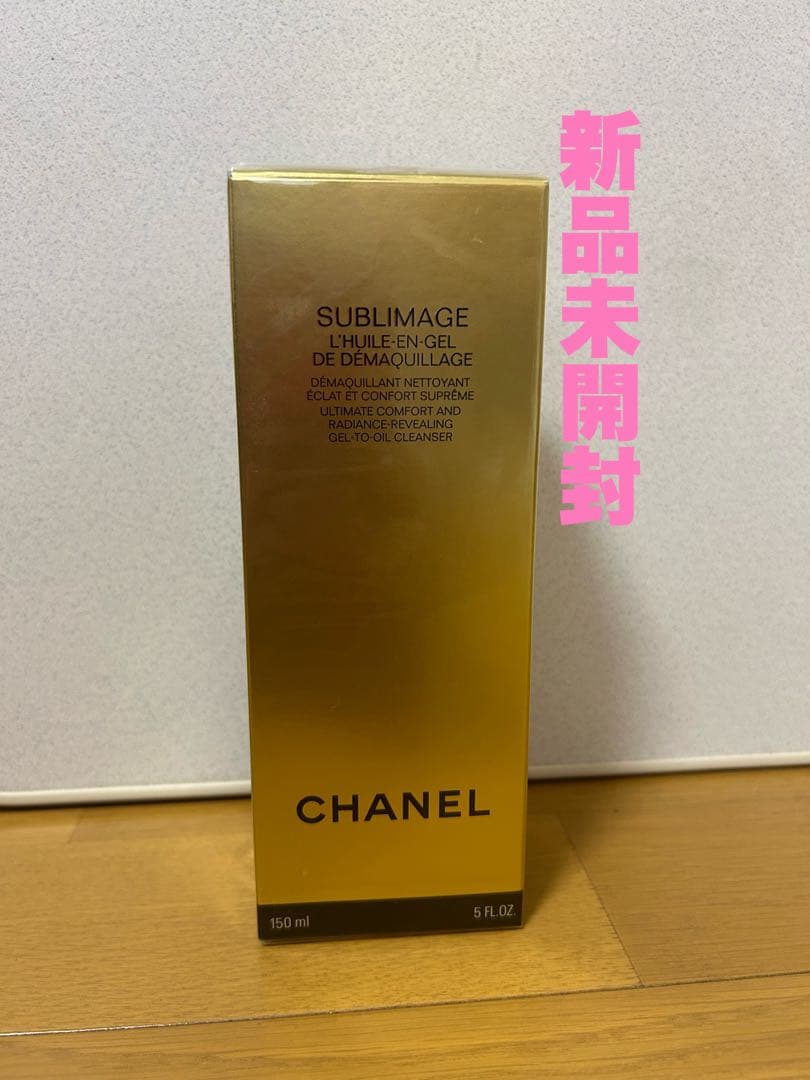 新品未開封
SUBLIMAGE
L'HUILE-EN-GEL
DE DÉMAQUILLAGE
DÉMAQUILLANT NETTOYANT
ÉCLAT ET CONFORT SUPRÊME
ULTIMATE COMFORT AND
RADIANCE-REVEALING
GEL-TO-OIL CLEANSER
CHANEL
150 ml
5 FL.OZ.